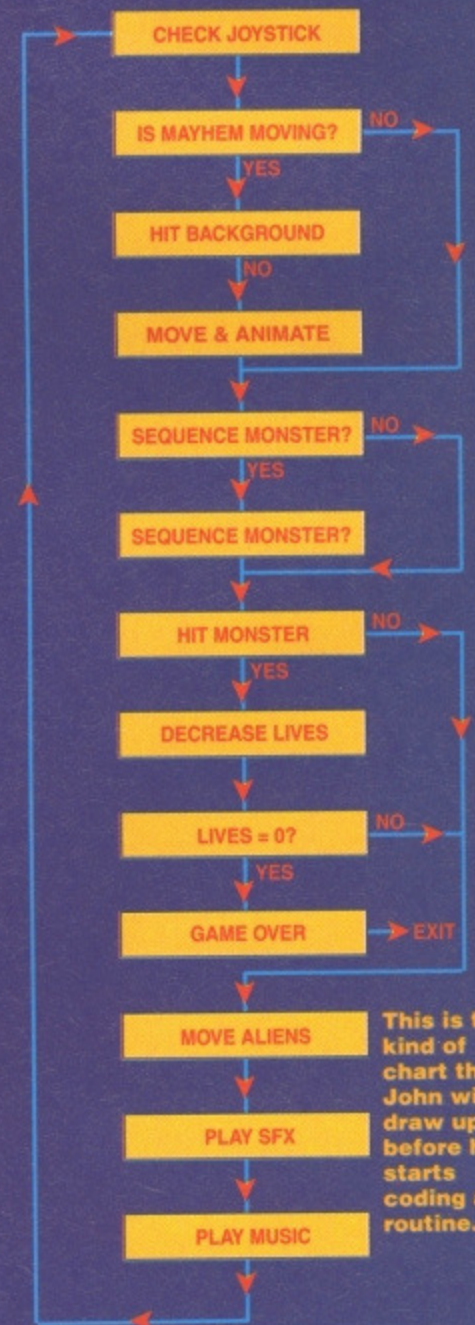 CHECK JOYSTICK
IS MAYHEM MOVING?
NO
YES
HIT BACKGROUND
NO
MOVE & ANIMATE
SEQUENCE MONSTER?
NO
YES
SEQUENCE MONSTER?
HIT MONSTER
NO
YES
DECREASE LIVES
LIVES = 0?
NO
YES
GAME OVER
EXIT
MOVE ALIENS
This is
kind of
chart
John
draw up
before
starts
coding
routine.
PLAY SFX
PLAY MUSIC